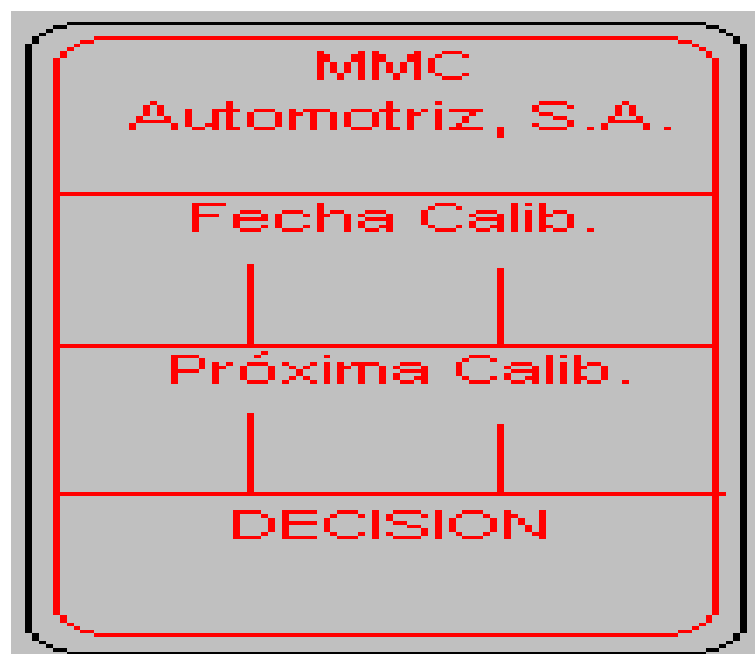 MMC
Automotriz, S.A.
Fecha Calib.
Próxima Calib.
DECISION